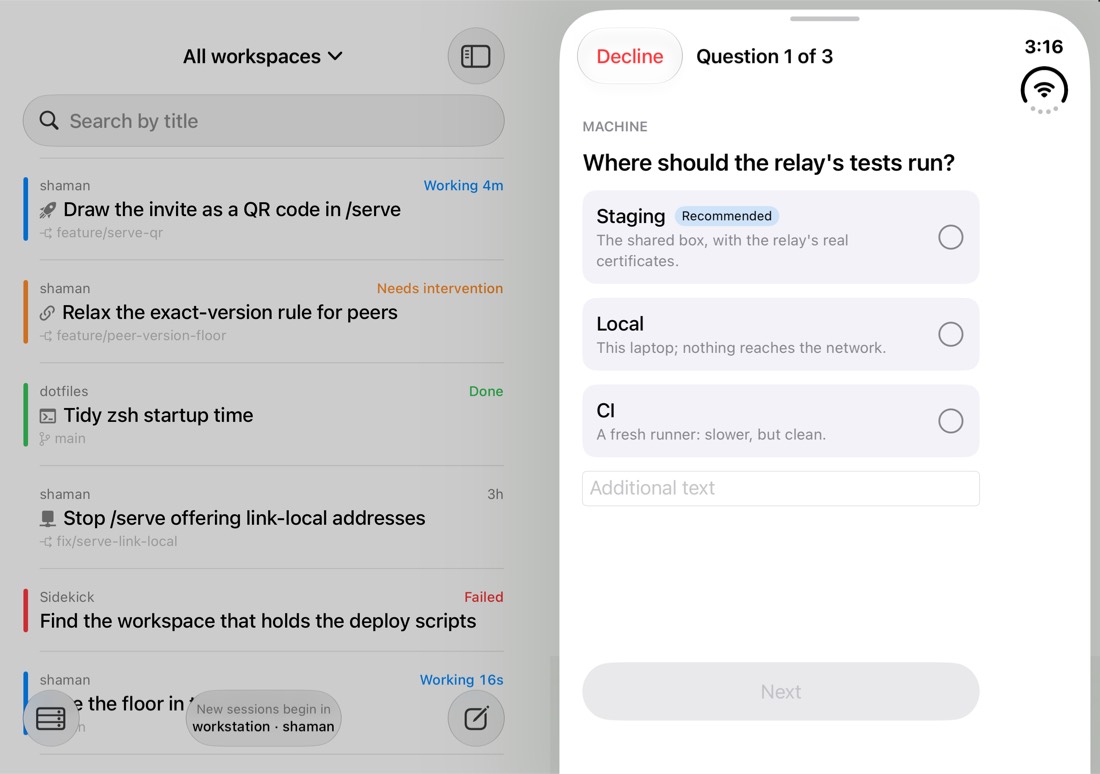 All workspaces
Search by title
shaman
Working 4m
Draw the invite as a QR code in /serve
feature/serve-qr
shaman
Needs intervention
Relax the exact-version rule for peers
feature/peer-version-floor
dotfiles
Done
Tidy zsh startup time
main
shaman
3h
Stop /serve offering link-local addresses
fix/serve-link-local
Sidekick
Failed
Find the workspace that holds the deploy scripts
shaman
Working 16s
the floor in
New sessions begin in
workstation · shaman
Decline
Question 1 of 3
3:16
MACHINE
Where should the relay's tests run?
Staging
Recommended
The shared box, with the relay's real
certificates.
Local
This laptop; nothing reaches the network.
CI
A fresh runner: slower, but clean.
Additional text
Next